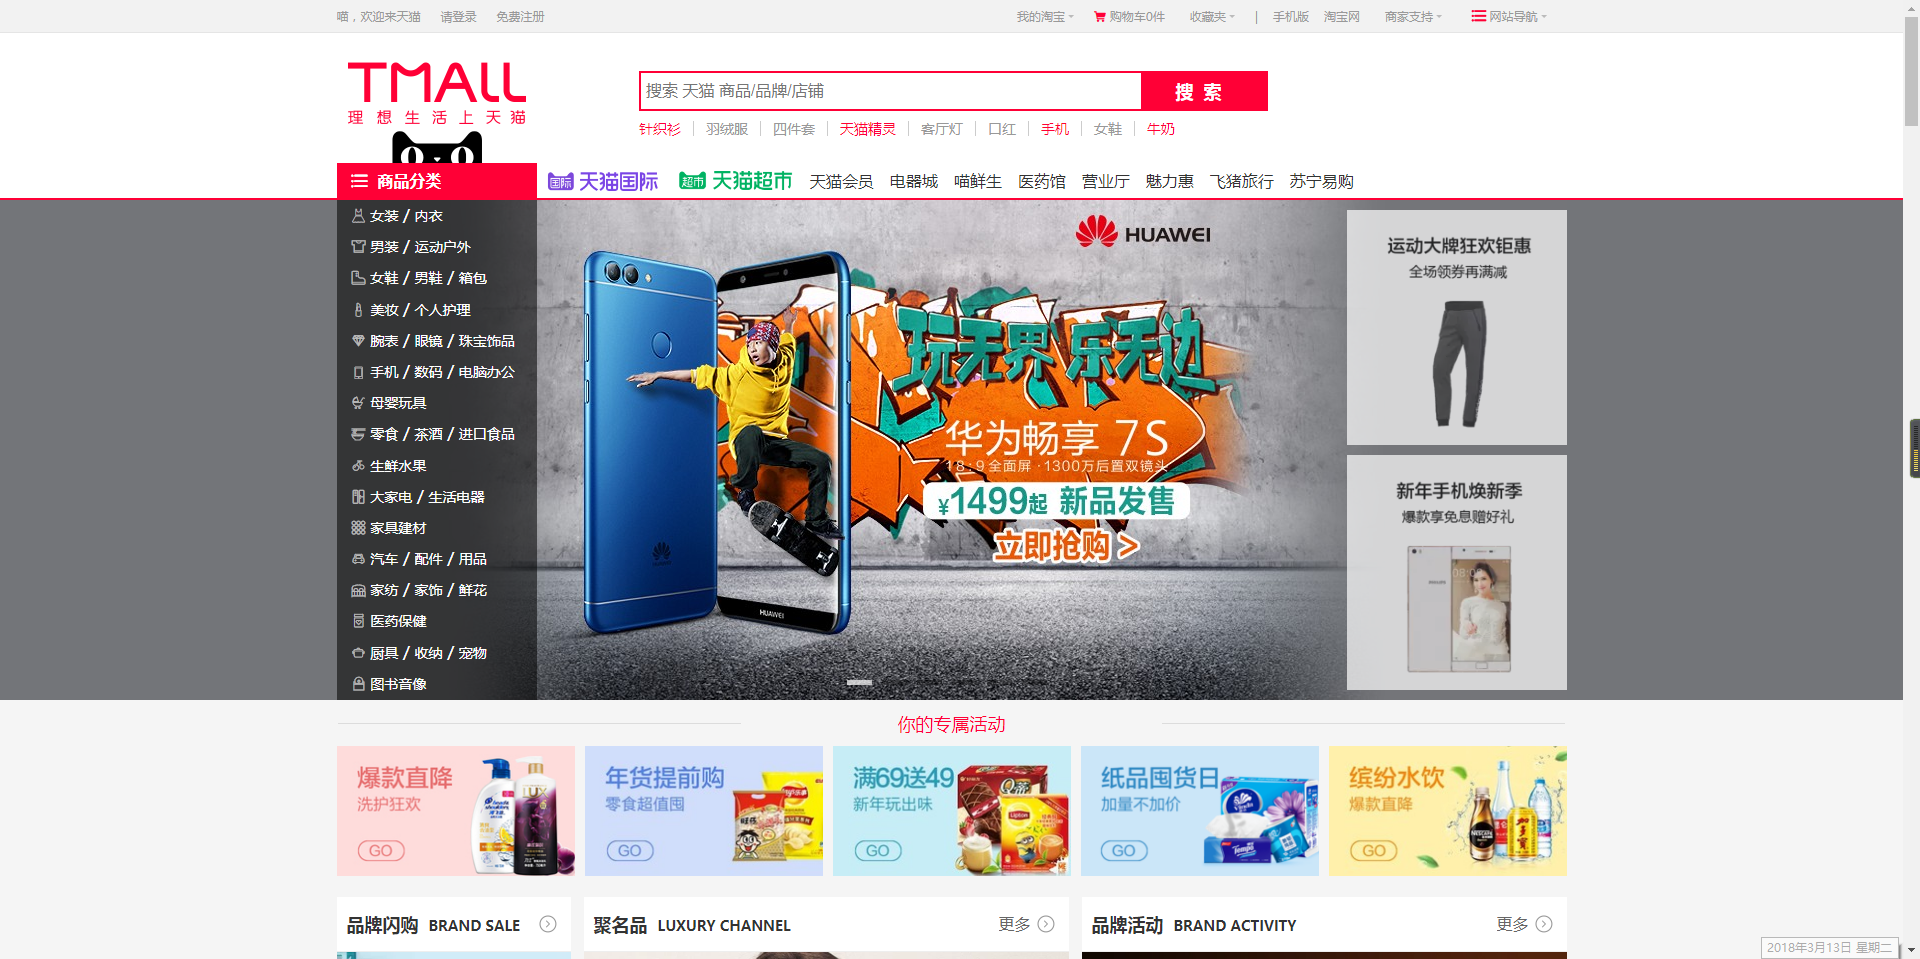 喵，欢迎来天猫 请登录 免费注册
我的淘宝 购物车0件 收藏夹 | 手机版 淘宝网 商家支持 网站导航
TMALL
理想生活上天猫
搜索 天猫 商品/品牌/店铺
搜 索
针织衫 羽绒服 四件套 天猫精灵 客厅灯 口红 手机 女鞋 牛奶
商品分类
国际 天猫国际 超市 天猫超市 天猫会员 电器城 喵鲜生 医药馆 营业厅 魅力惠 飞猪旅行 苏宁易购
女装 / 内衣
男装 / 运动户外
女鞋 / 男鞋 / 箱包
美妆 / 个人护理
腕表 / 眼镜 / 珠宝饰品
手机 / 数码 / 电脑办公
母婴玩具
零食 / 茶酒 / 进口食品
生鲜水果
大家电 / 生活电器
家具建材
汽车 / 配件 / 用品
家纺 / 家饰 / 鲜花
医药保健
厨具 / 收纳 / 宠物
图书音像
HUAWEI
玩无界 乐无边
华为畅享 7S
18:9全面屏·1300万后置双镜头
¥1499起 新品发售
立即抢购 >
HUAWEI
运动大牌狂欢钜惠
全场领券再满减
新年手机焕新季
爆款享免息赠好礼
PHILIPS
08:08
你的专属活动
爆款直降
洗护狂欢
GO
LUX
年货提前购
零食超值囤
GO
满69送49
新年玩出味
GO
Lipton
纸品囤货日
加量不加价
GO
Vinda
Tempo
缤纷水饮
爆款直降
GO
NESCAFE
加多宝
品牌闪购 BRAND SALE
聚名品 LUXURY CHANNEL 更多
品牌活动 BRAND ACTIVITY 更多
2018年3月13日 星期二